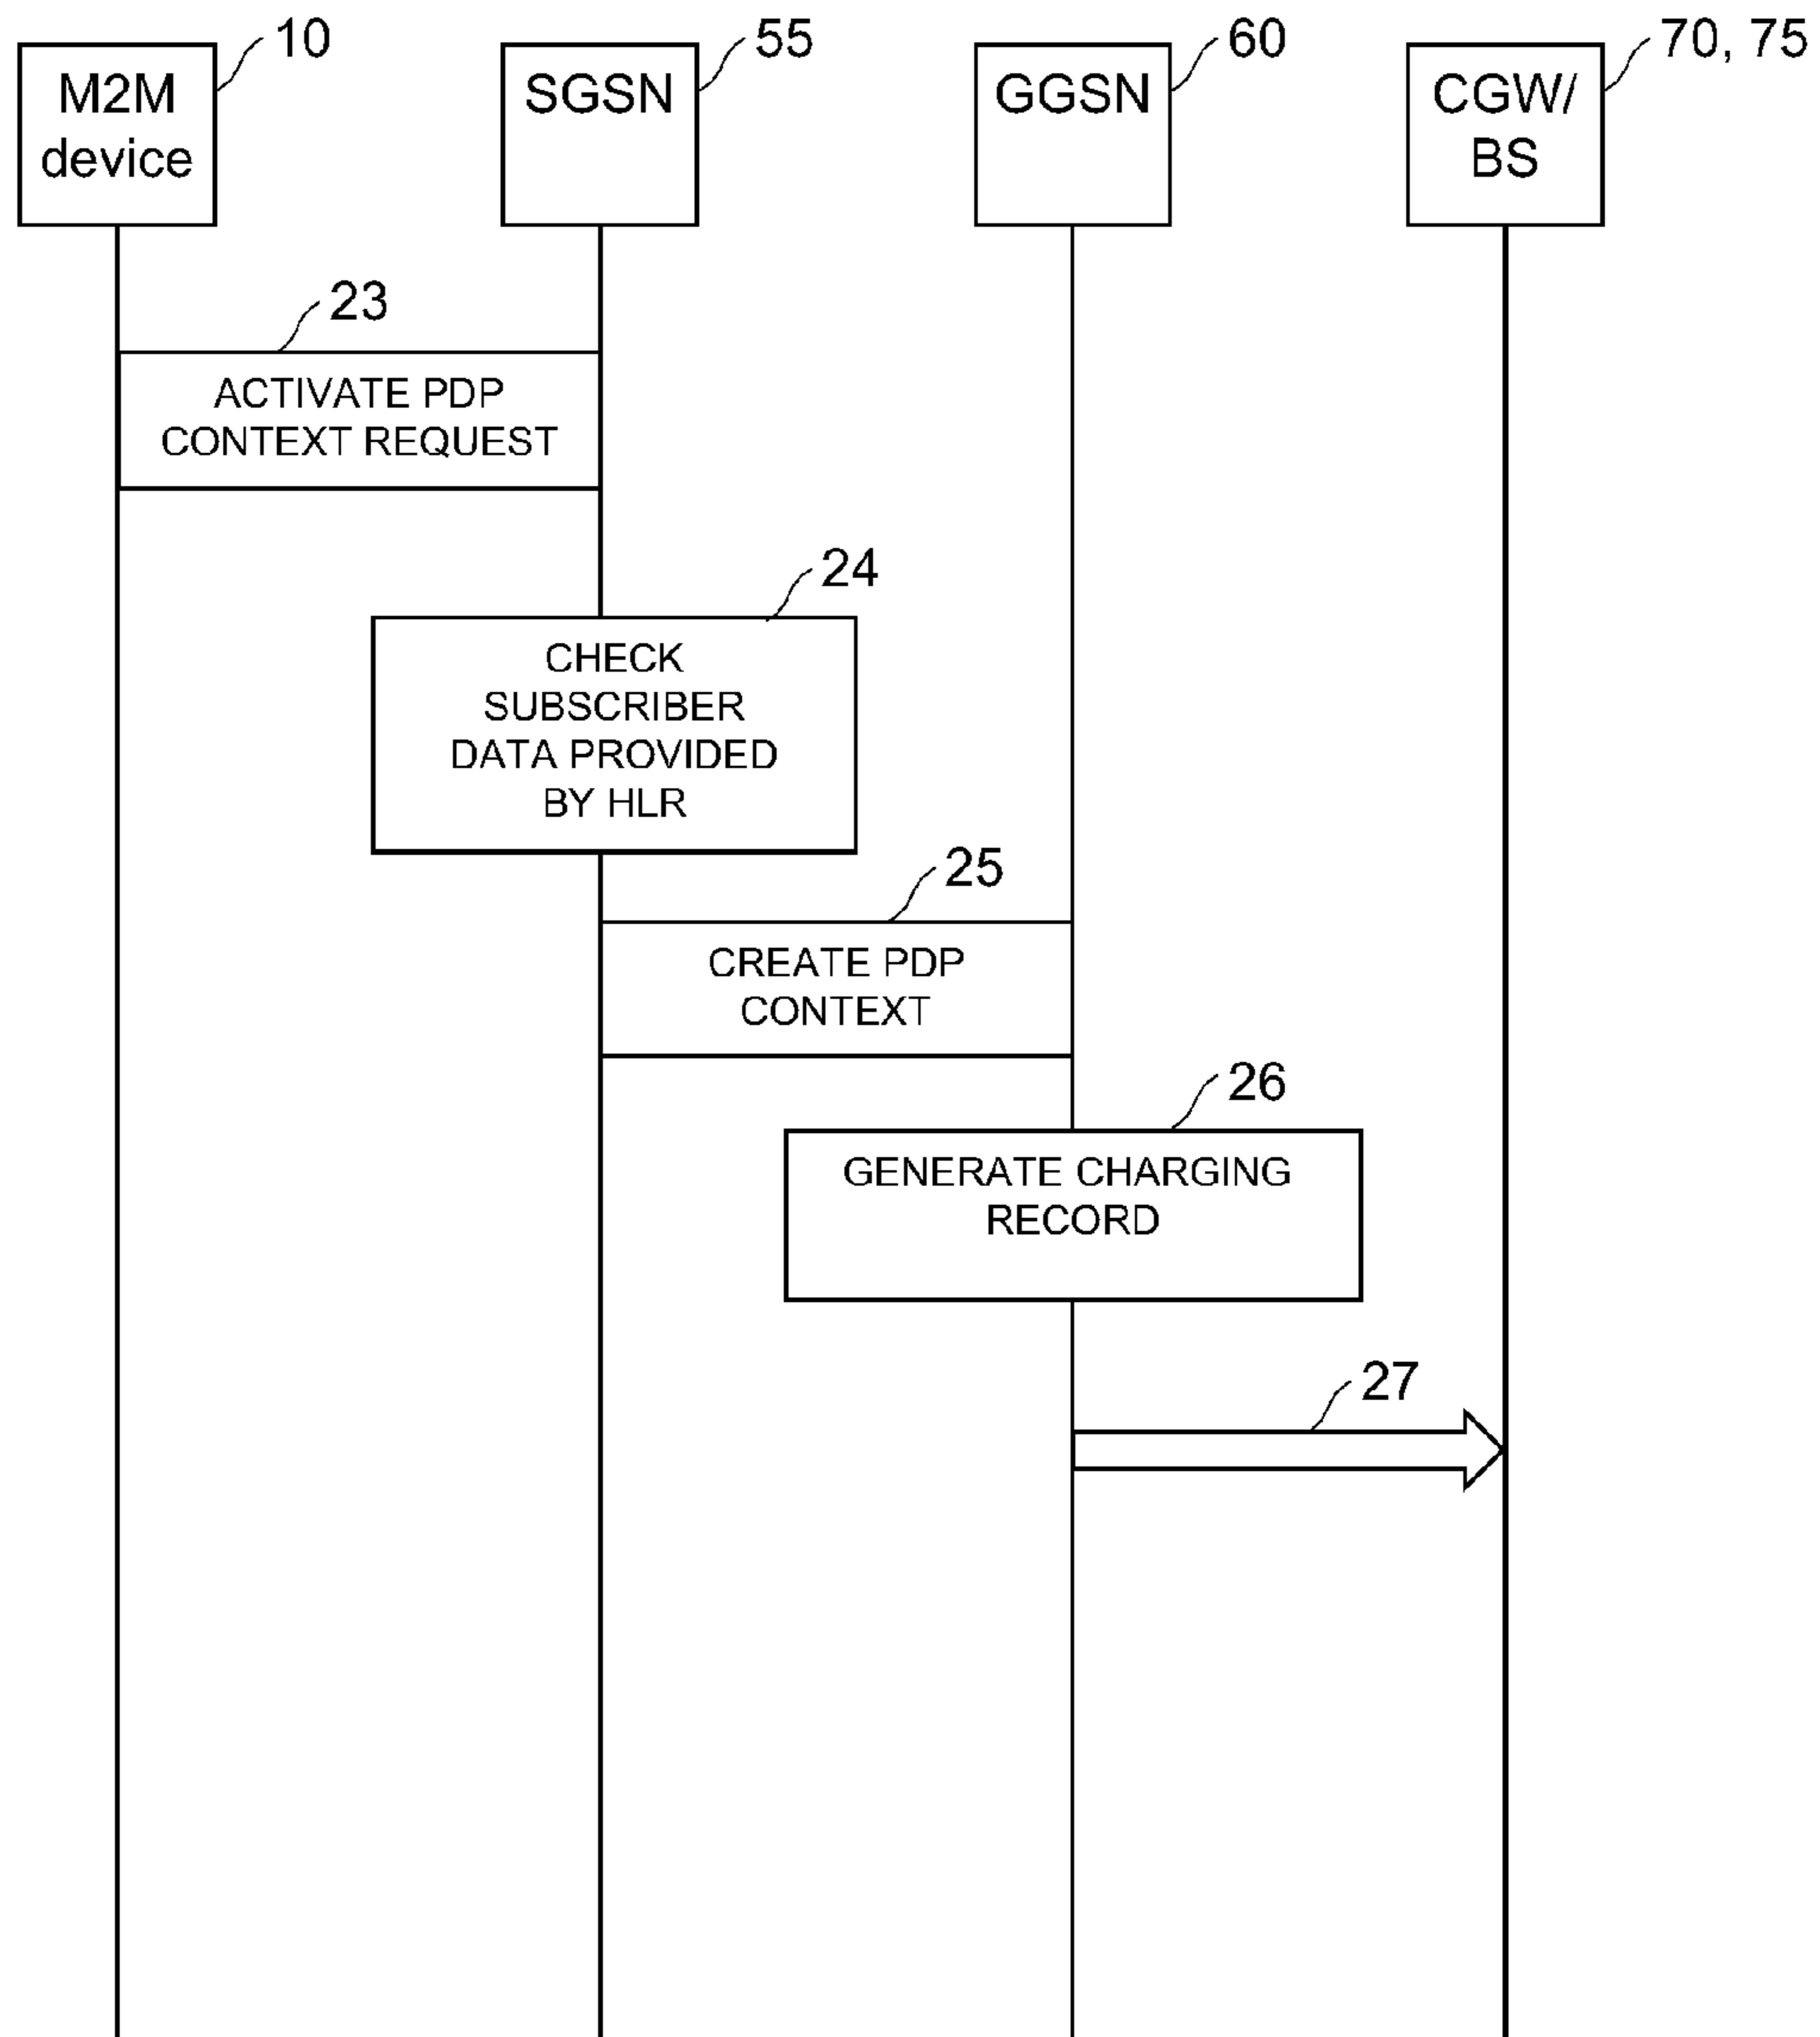 10
55
60
70, 75
M2M
device
SGSN
GGSN
CGW/
BS
23
ACTIVATE PDP
CONTEXT REQUEST
24
CHECK
SUBSCRIBER
DATA PROVIDED
BY HLR
25
CREATE PDP
CONTEXT
26
GENERATE CHARGING
RECORD
27